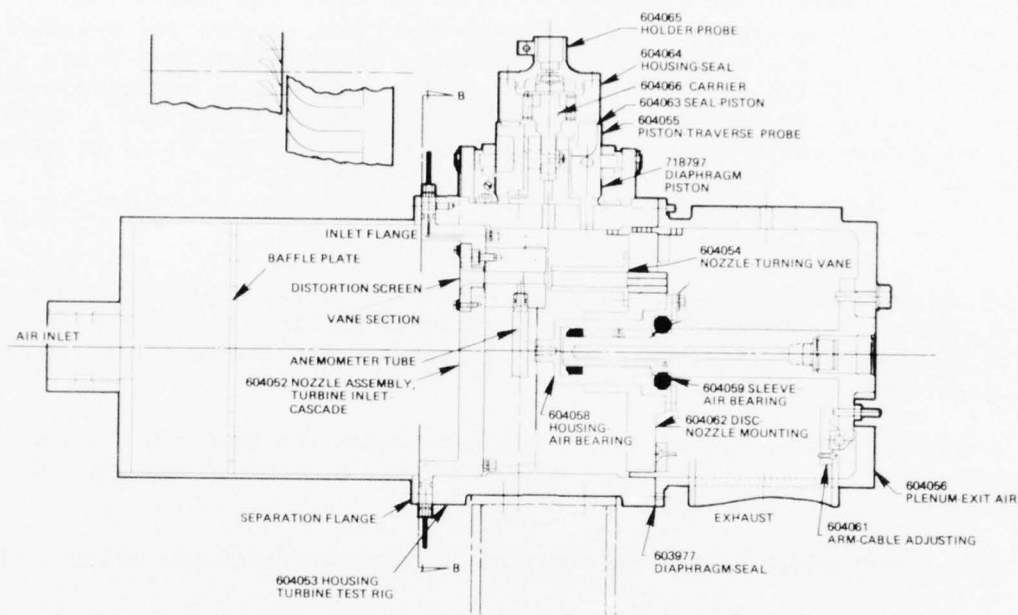 604065
HOLDER-PROBE
604064
HOUSING-SEAL
604066 CARRIER
604063 SEAL-PISTON
604055
PISTON-TRAVERSE PROBE
718797
DIAPHRAGM
PISTON
B
INLET FLANGE
BAFFLE PLATE
604054
NOZZLE-TURNING VANE
DISTORTION SCREEN
VANE SECTION
AIR INLET
ANEMOMETER TUBE
604052 NOZZLE ASSEMBLY,
TURBINE INLET-
CASCADE
604059 SLEEVE-
AIR BEARING
604058
HOUSING-
AIR BEARING
604062 DISC-
NOZZLE MOUNTING
604056
PLENUM-EXIT AIR
SEPARATION FLANGE
EXHAUST
604061
ARM-CABLE ADJUSTING
B
603977
DIAPHRAGM-SEAL
604053 HOUSING
TURBINE TEST RIG